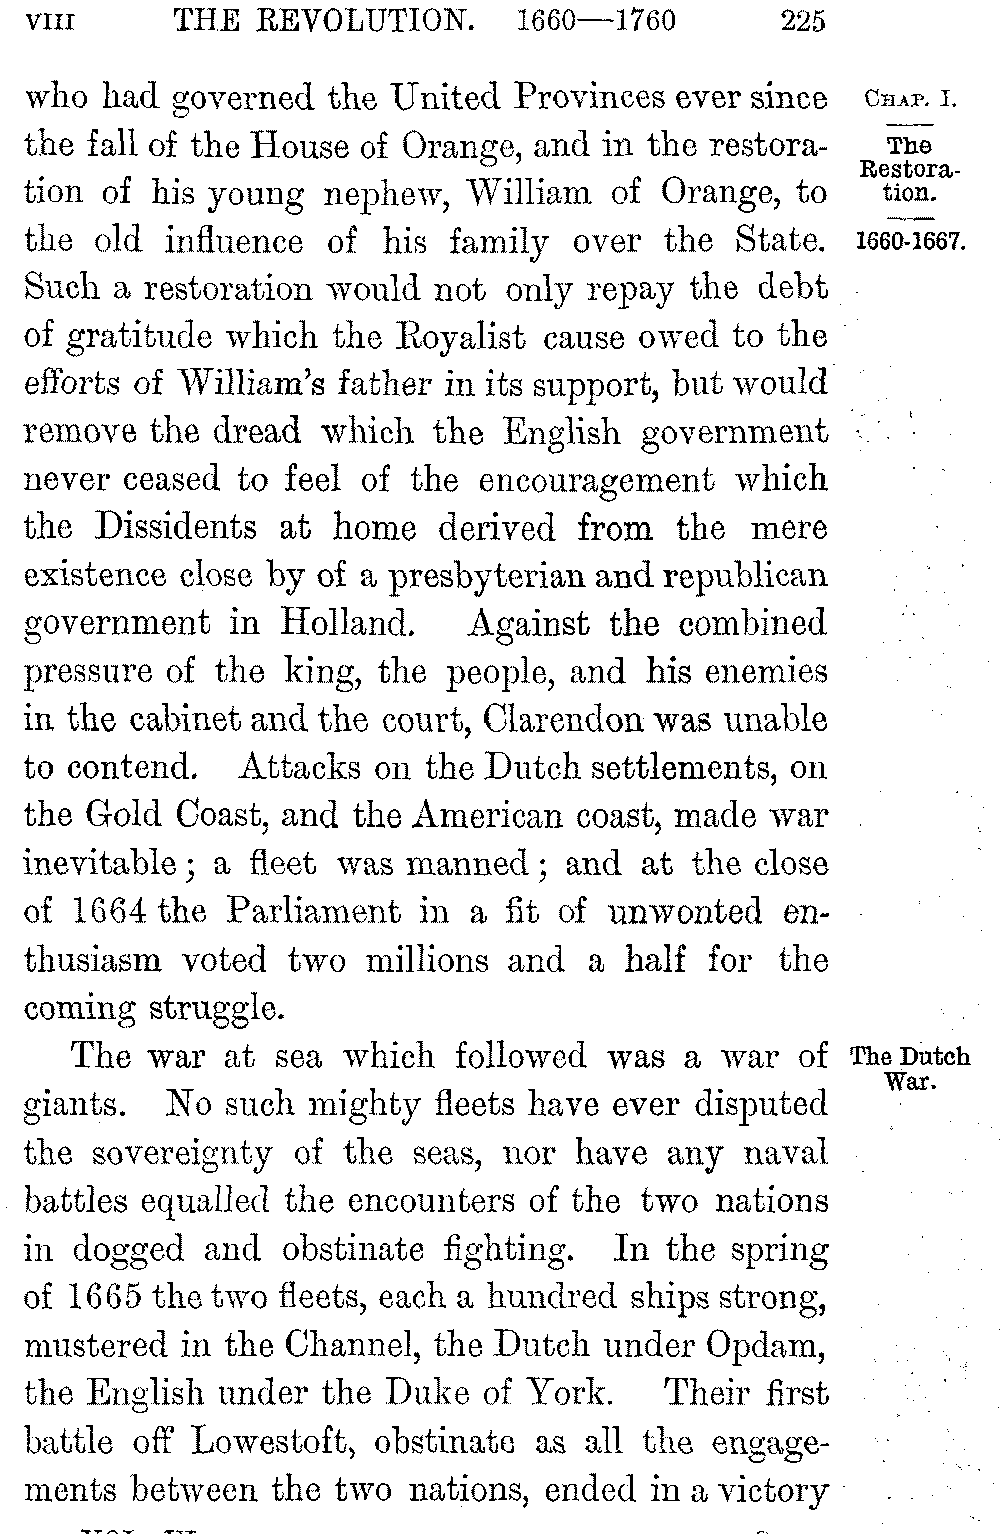 VIII THE REVOLUTION. 1660—1760 225
who had governed the United Provinces ever since
the fall of the House of Orange, and in the restora-
tion of his young nephew, William of Orange, to
the old influence of his family over the State.
Such a restoration would not only repay the debt
of gratitude which the Royalist cause owed to the
efforts of William's father in its support, but would
remove the dread which the English government
never ceased to feel of the encouragement which
the Dissidents at home derived from the mere
existence close by of a presbyterian and republican
government in Holland. Against the combined
pressure of the king, the people, and his enemies
in the cabinet and the court, Clarendon was unable
to contend. Attacks on the Dutch settlements, on
the Gold Coast, and the American coast, made war
inevitable; a fleet was manned; and at the close
of 1664 the Parliament in a fit of unwonted en-
thusiasm voted two millions and a half for the
coming struggle.
The war at sea which followed was a war of
giants. No such mighty fleets have ever disputed
the sovereignty of the seas, nor have any naval
battles equalled the encounters of the two nations
in dogged and obstinate fighting. In the spring
of 1665 the two fleets, each a hundred ships strong,
mustered in the Channel, the Dutch under Opdam,
the English under the Duke of York. Their first
battle off Lowestoft, obstinate as all the engage-
ments between the two nations, ended in a victory
CHAP. I.
The
Restora-
tion.
1660-1667.
The Dutch
War.